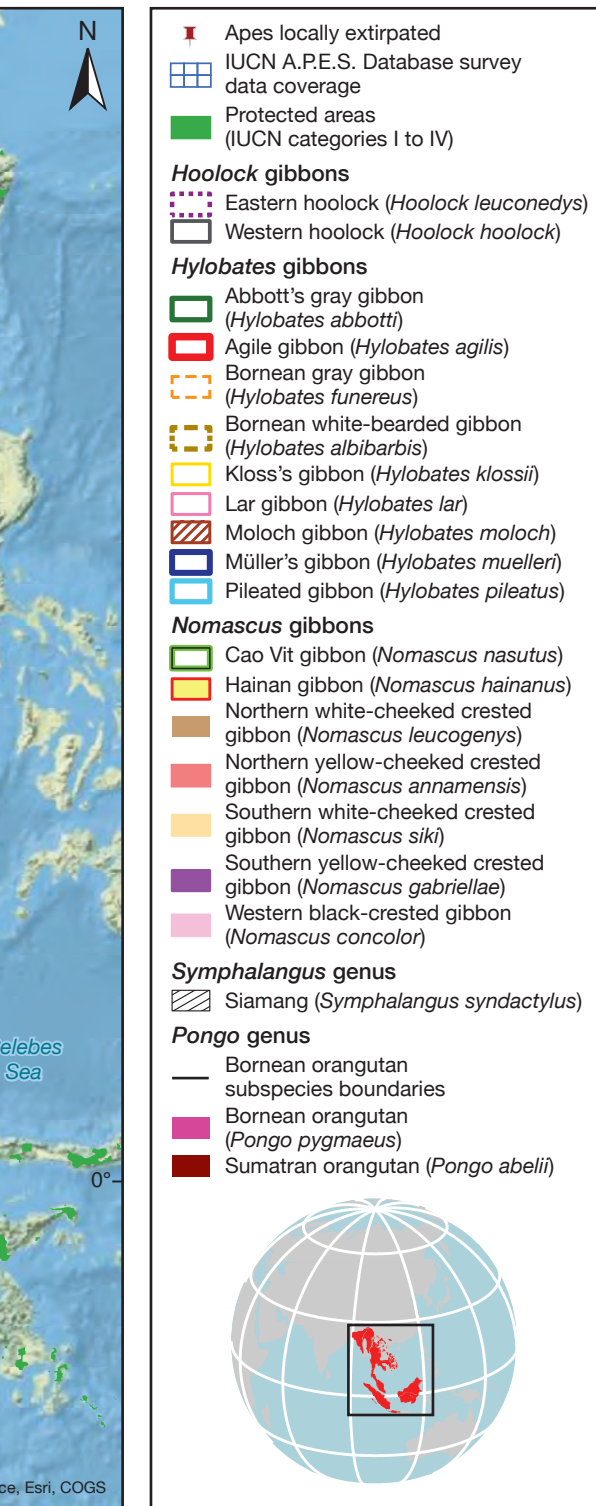 N
elebes
Sea
0°
ce, Esri, COGS
Apes locally extirpated
IUCN A.P.E.S. Database survey
data coverage
Protected areas
(IUCN categories I to IV)
Hoolock gibbons
Eastern hoolock (Hoolock leuconedys)
Western hoolock (Hoolock hoolock)
Hylobates gibbons
Abbott's gray gibbon
(Hylobates abbotti)
Agile gibbon (Hylobates agilis)
Bornean gray gibbon
(Hylobates funereus)
Bornean white-bearded gibbon
(Hylobates albibarbis)
Kloss's gibbon (Hylobates klossii)
Lar gibbon (Hylobates lar)
Moloch gibbon (Hylobates moloch)
Müller's gibbon (Hylobates muelleri)
Pileated gibbon (Hylobates pileatus)
Nomascus gibbons
Cao Vit gibbon (Nomascus nasutus)
Hainan gibbon (Nomascus hainanus)
Northern white-cheeked crested
gibbon (Nomascus leucogenys)
Northern yellow-cheeked crested
gibbon (Nomascus annamensis)
Southern white-cheeked crested
gibbon (Nomascus siki)
Southern yellow-cheeked crested
gibbon (Nomascus gabriellae)
Western black-crested gibbon
(Nomascus concolor)
Symphalangus genus
Siamang (Symphalangus syndactylus)
Pongo genus
Bornean orangutan
subspecies boundaries
Bornean orangutan
(Pongo pygmaeus)
Sumatran orangutan (Pongo abelii)